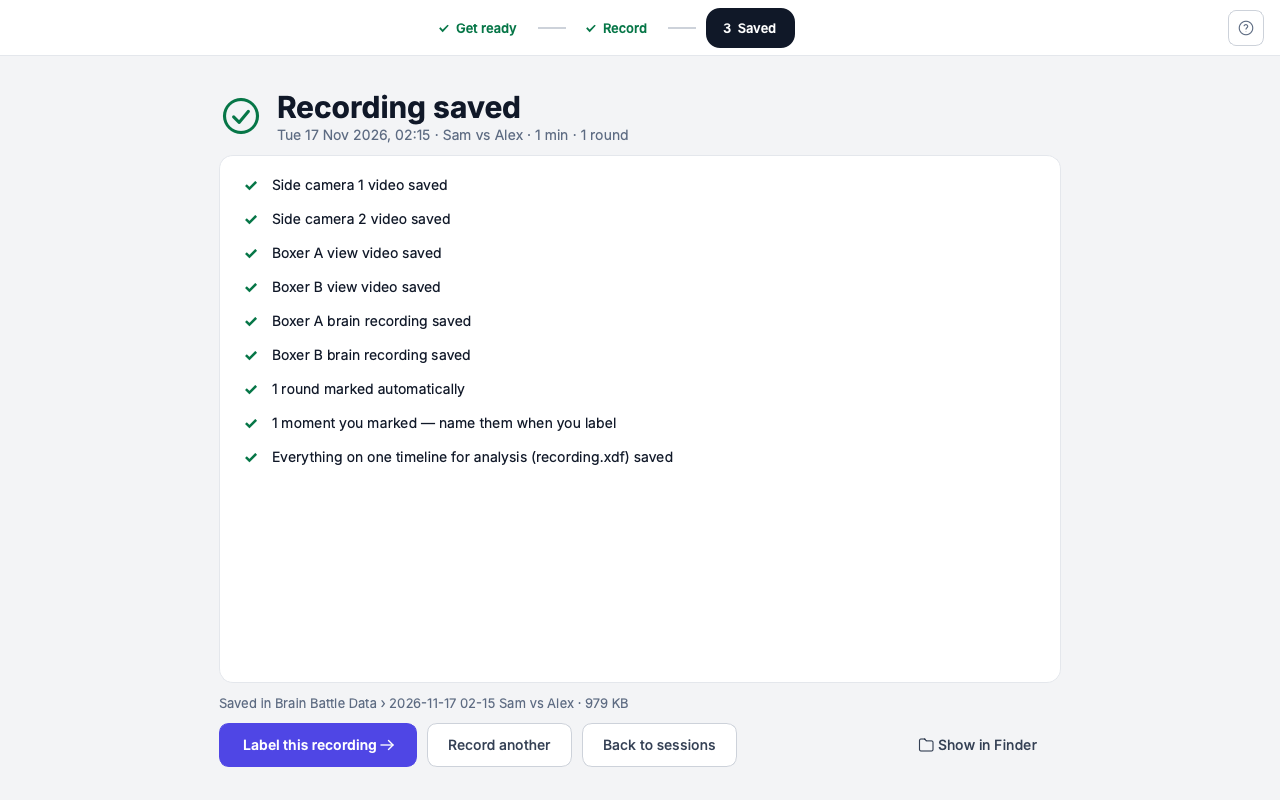 Get ready
Record
3 Saved
Recording saved
Tue 17 Nov 2026, 02:15 · Sam vs Alex · 1 min · 1 round
Side camera 1 video saved
Side camera 2 video saved
Boxer A view video saved
Boxer B view video saved
Boxer A brain recording saved
Boxer B brain recording saved
1 round marked automatically
1 moment you marked — name them when you label
Everything on one timeline for analysis (recording.xdf) saved
Saved in Brain Battle Data › 2026-11-17 02-15 Sam vs Alex · 979 KB
Label this recording →
Record another
Back to sessions
Show in Finder